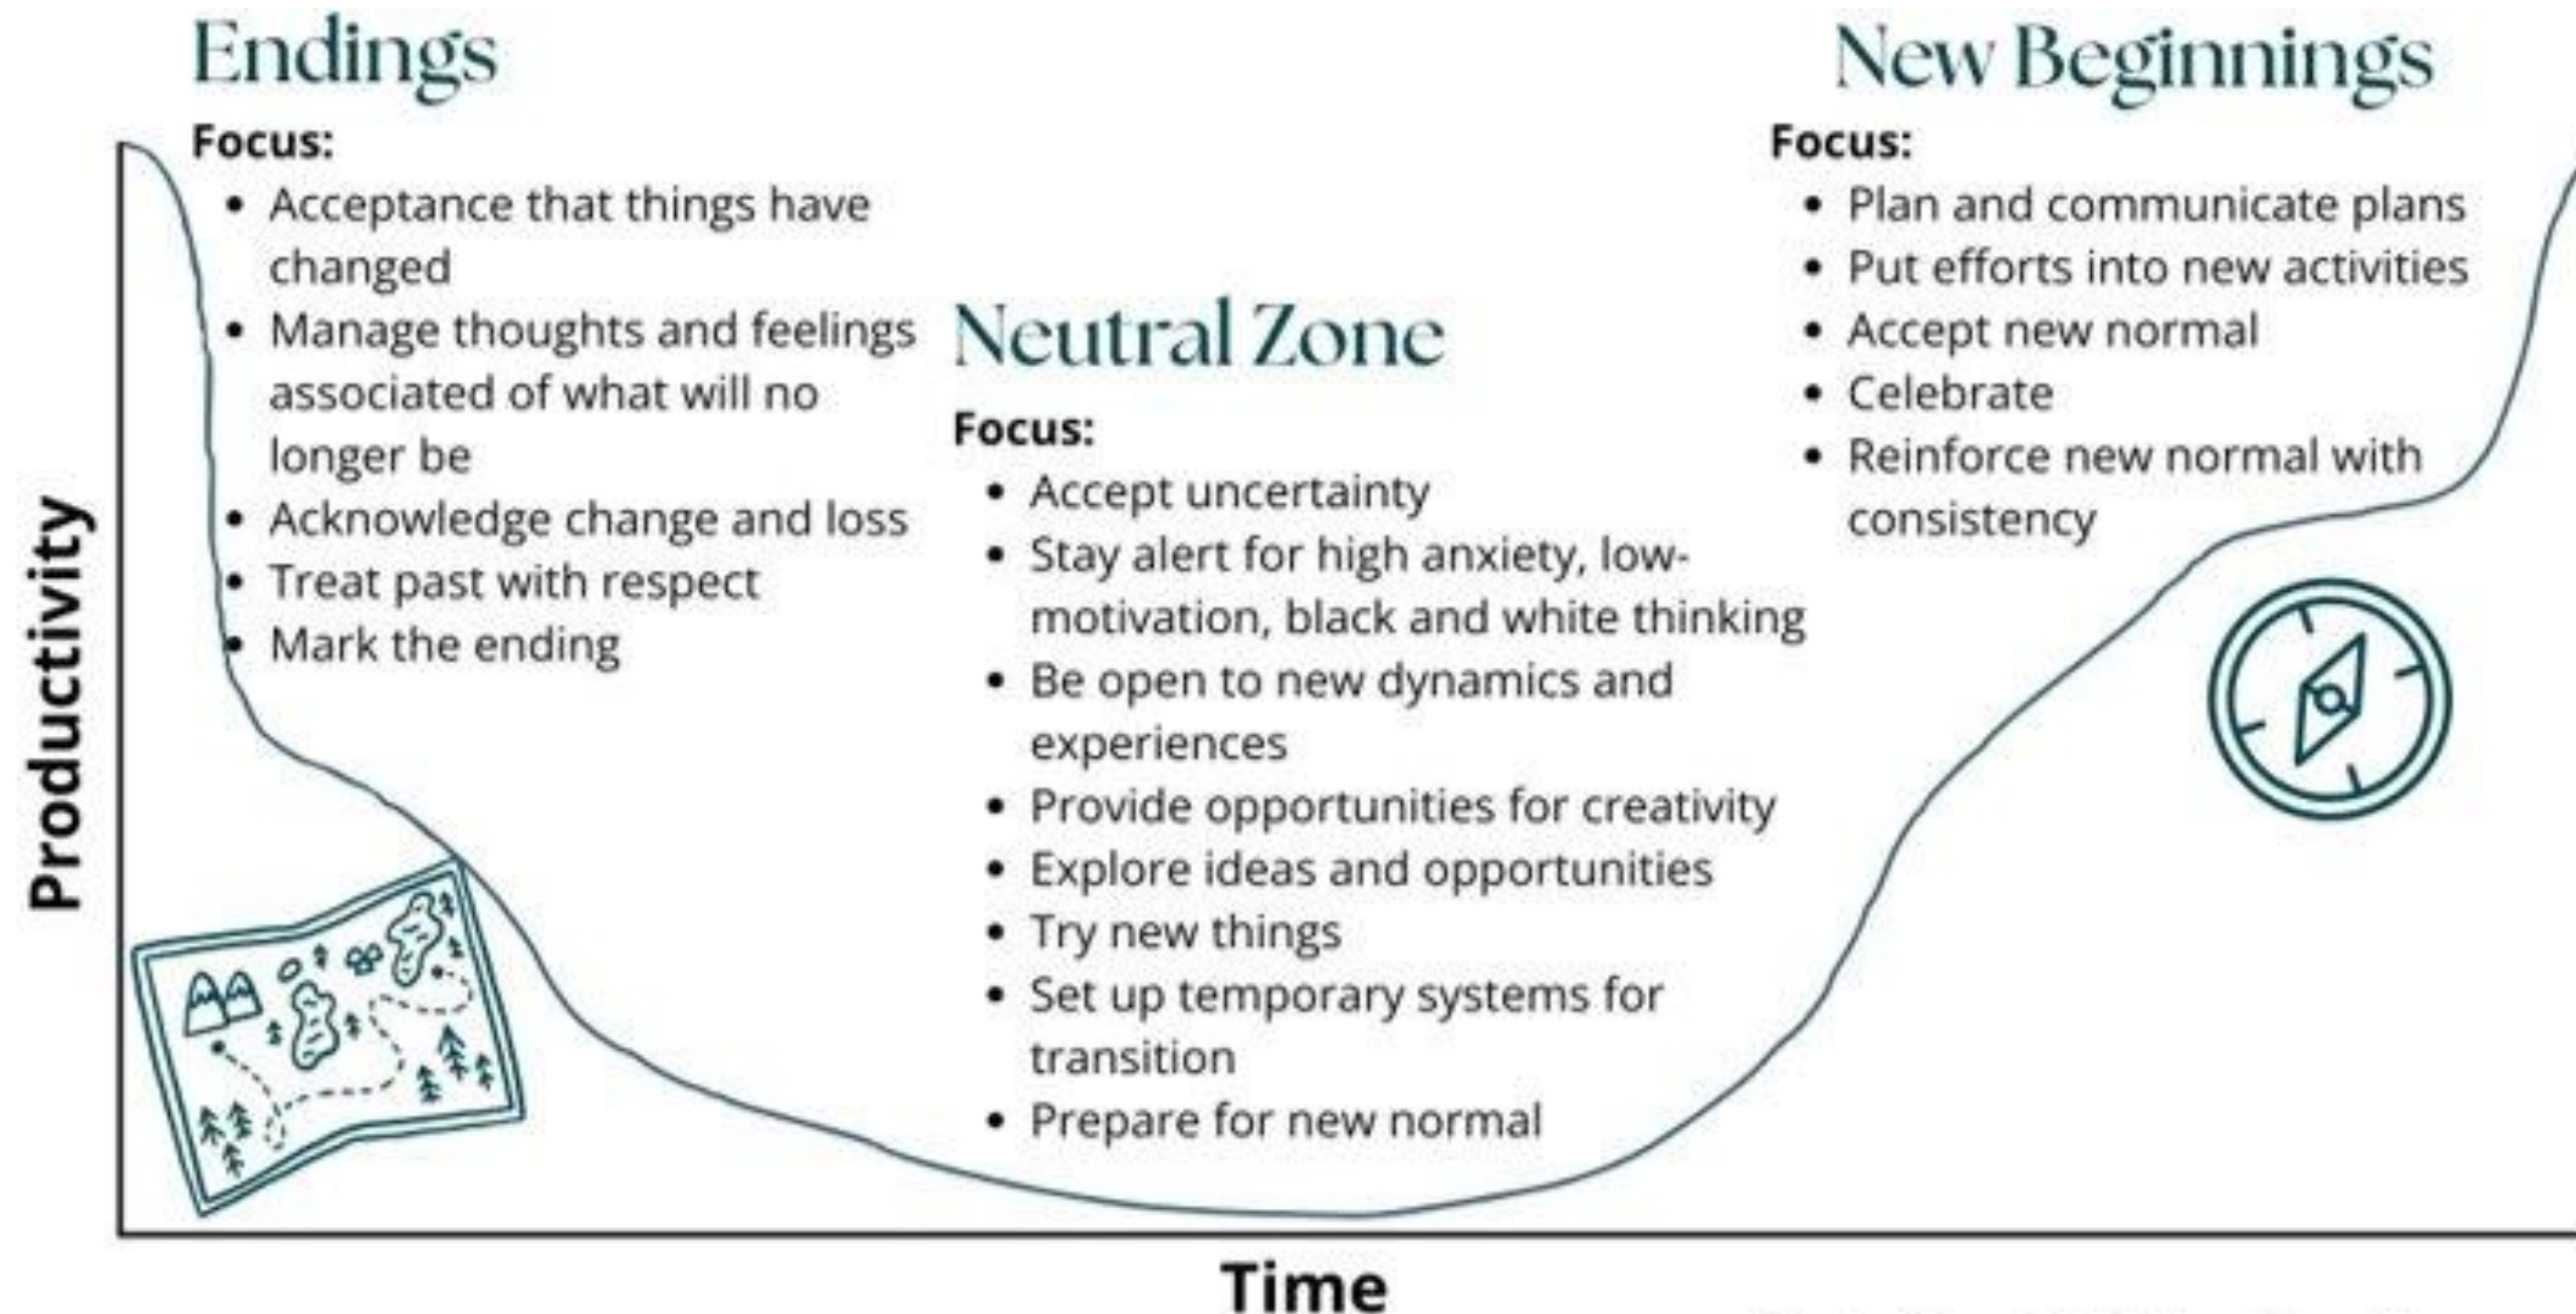 Endings
Focus:
• Acceptance that things have
changed
• Manage thoughts and feelings
associated of what will no
longer be
• Acknowledge change and loss
• Treat past with respect
• Mark the ending
Neutral Zone
Focus:
• Accept uncertainty
• Stay alert for high anxiety, low-
motivation, black and white thinking
• Be open to new dynamics and
experiences
• Provide opportunities for creativity
• Explore ideas and opportunities
• Try new things
• Set up temporary systems for
transition
• Prepare for new normal
New Beginnings
Focus:
• Plan and communicate plans
• Put efforts into new activities
• Accept new normal
• Celebrate
• Reinforce new normal with
consistency
Productivity
Time